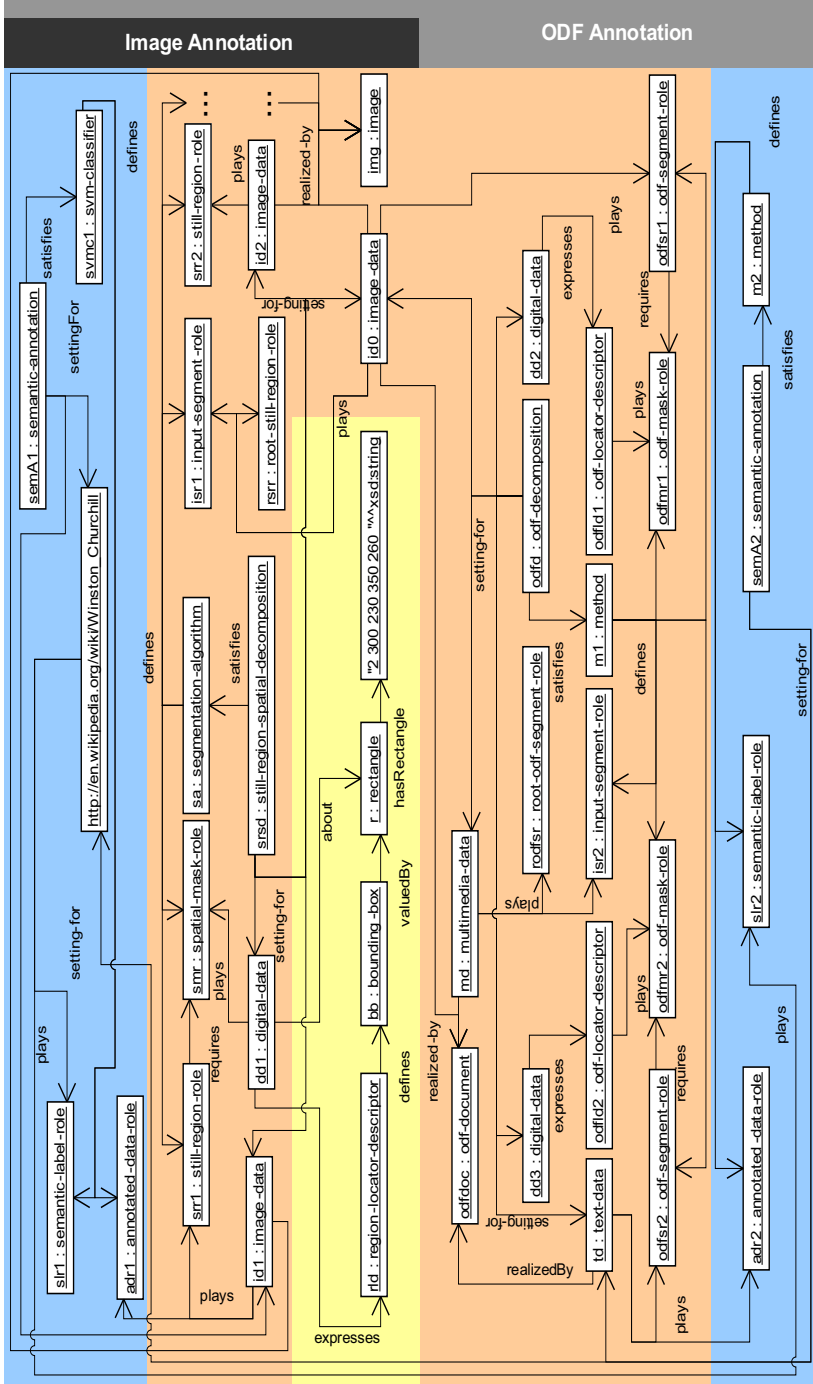 Image Annotation
ODF Annotation
semA1 : semantic-annotation
satisfies
svmc1 : svm-classifier
defines
settingFor
http://en.wikipedia.org/wiki/Winston_Churchill
setting-for
plays
slr1 : semantic-label-role
adr1 : annotated-data-role
...
...
srr2 : still-region-role
plays
id2 : image-data
realized-by
img : image
isr1 : input-segment-role
rsrr : root-still-region-role
setting-for
id0 : image-data
plays
defines
sa : segmentation-algorithm
satisfies
srsd : still-region-spatial-decomposition
smr : spatial-mask-role
plays
requires
srr1 : still-region-role
dd1 : digital-data
setting-for
about
id1 : image-data
plays
expresses
rld : region-locator-descriptor
defines
bb : bounding-box
valuedBy
r : rectangle
hasRectangle
"2 300 230 350 260 "^^xsd:string
realized-by
md : multimedia-data
setting-for
odfdoc : odf-document
realizedBy
plays
rodfsr : root-odf-segment-role
satisfies
odfd : odf-decomposition
dd2 : digital-data
expresses
plays
odfsr1 : odf-segment-role
requires
odfld1 : odf-locator-descriptor
plays
odfmr1 : odf-mask-role
m1 : method
defines
isr2 : input-segment-role
dd3 : digital-data
expresses
setting-for
odfld2 : odf-locator-descriptor
plays
odfmr2 : odf-mask-role
td : text-data
odfsr2 : odf-segment-role
requires
plays
defines
m2 : method
satisfies
semA2 : semantic-annotation
setting-for
slr2 : semantic-label-role
plays
adr2 : annotated-data-role